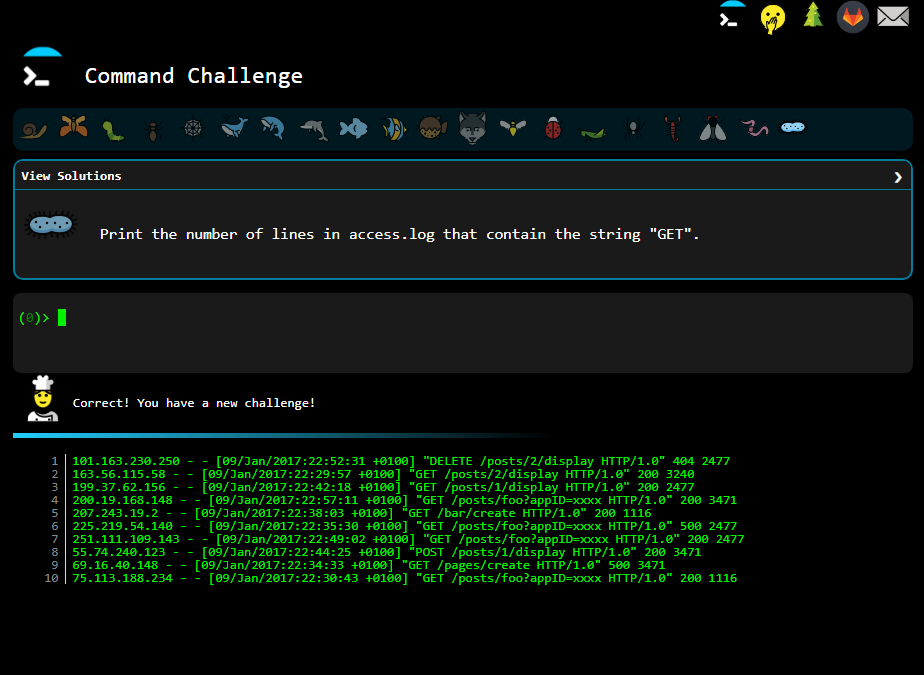 Command Challenge
View Solutions
Print the number of lines in access.log that contain the string "GET".
(0)>
Correct! You have a new challenge!
1 101.163.230.250 - - [09/Jan/2017:22:52:31 +0100] "DELETE /posts/2/display HTTP/1.0" 404 2477
2 163.56.115.58 - - [09/Jan/2017:22:29:57 +0100] "GET /posts/2/display HTTP/1.0" 200 3240
3 199.37.62.156 - - [09/Jan/2017:22:42:18 +0100] "GET /posts/1/display HTTP/1.0" 200 2477
4 200.19.168.148 - - [09/Jan/2017:22:57:11 +0100] "GET /posts/foo?appID=xxxx HTTP/1.0" 200 3471
5 207.243.19.2 - - [09/Jan/2017:22:38:03 +0100] "GET /bar/create HTTP/1.0" 200 1116
6 225.219.54.140 - - [09/Jan/2017:22:35:30 +0100] "GET /posts/foo?appID=xxxx HTTP/1.0" 500 2477
7 251.111.109.143 - - [09/Jan/2017:22:49:02 +0100] "GET /posts/foo?appID=xxxx HTTP/1.0" 200 2477
8 55.74.240.123 - - [09/Jan/2017:22:44:25 +0100] "POST /posts/1/display HTTP/1.0" 200 3471
9 69.16.40.148 - - [09/Jan/2017:22:34:33 +0100] "GET /pages/create HTTP/1.0" 500 3471
10 75.113.188.234 - - [09/Jan/2017:22:30:43 +0100] "GET /posts/foo?appID=xxxx HTTP/1.0" 200 1116